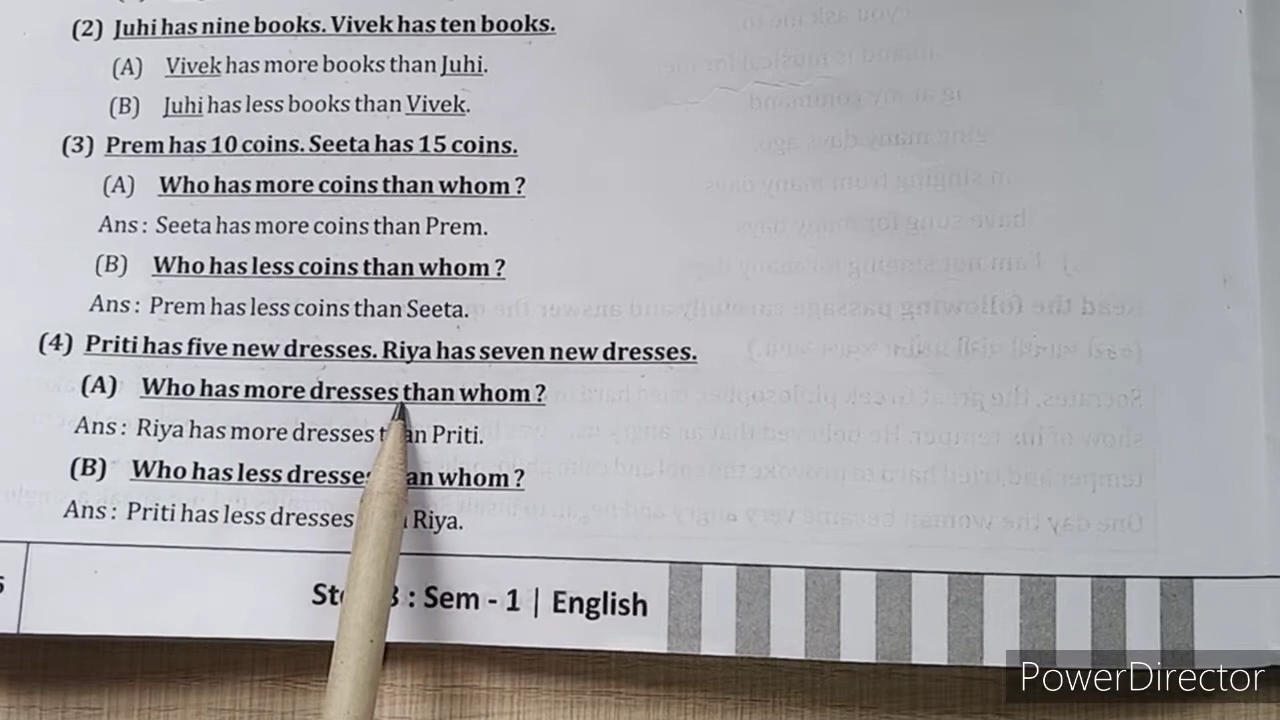 (2) Juhi has nine books. Vivek has ten books.
(A) Vivek has more books than Juhi.
(B) Juhi has less books than Vivek.
(3) Prem has 10 coins. Seeta has 15 coins.
(A) Who has more coins than whom ?
Ans : Seeta has more coins than Prem.
(B) Who has less coins than whom ?
Ans : Prem has less coins than Seeta.
(4) Priti has five new dresses. Riya has seven new dresses.
(A) Who has more dresses than whom ?
Ans : Riya has more dresses than Priti.
(B) Who has less dresses than whom ?
Ans : Priti has less dresses Riya.
: Sem - 1 | English
PowerDirector